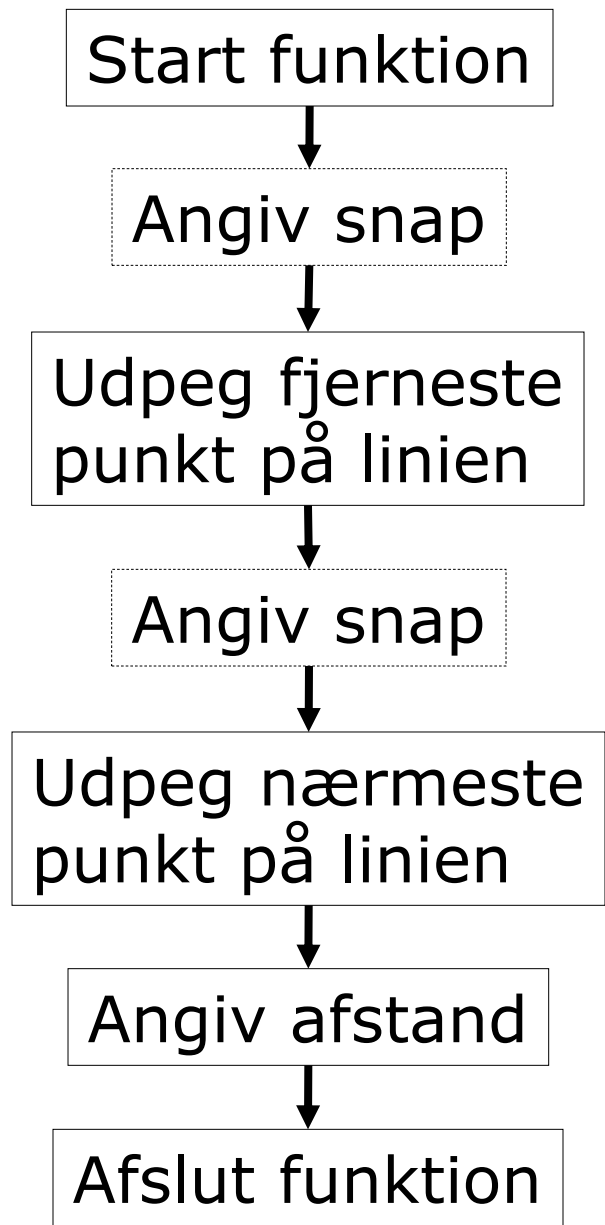 Start funktion
Angiv snap
Udpeg fjerneste
punkt på linien
Angiv snap
Udpeg nærmeste
punkt på linien
Angiv afstand
Afslut funktion